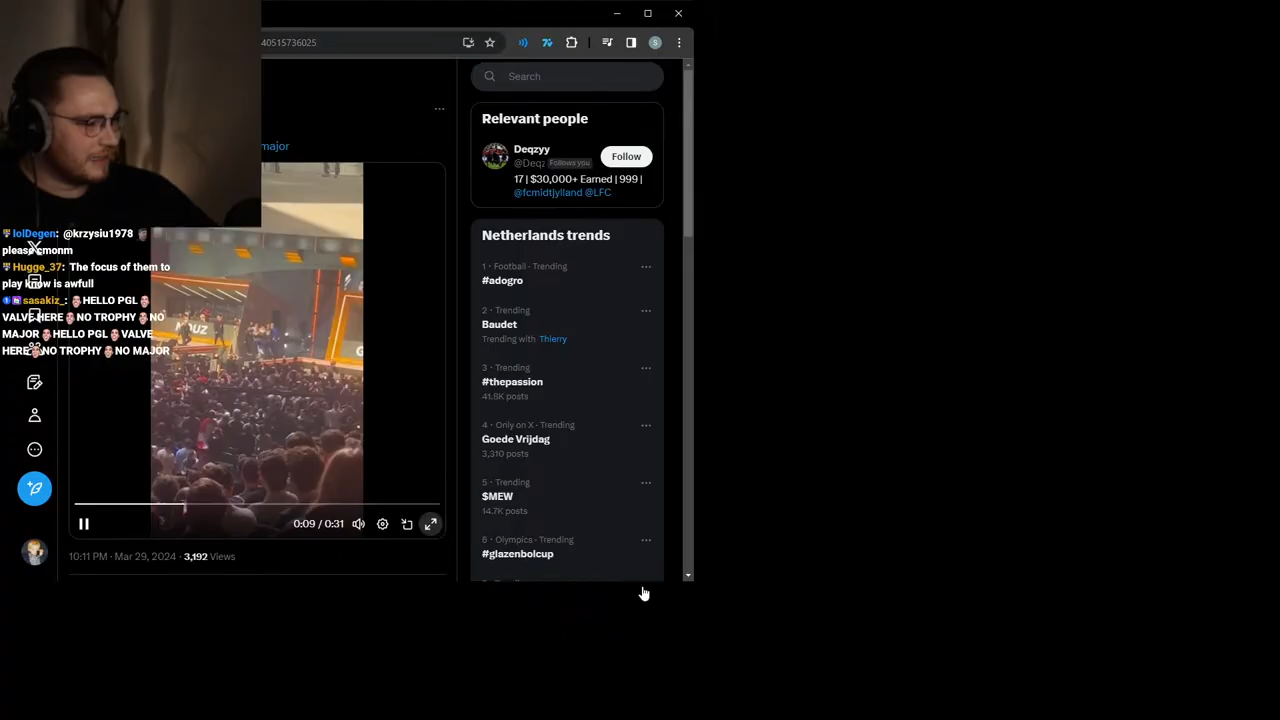 40515736025
Search
Relevant people
Deqzyy
@Deqz Follows you
Follow
17 | $30,000+ Earned | 999 |
@fcmidtjylland @LFC
major
lolDegen: @krzysiu1978
please cmonm
Hugge_37: The focus of them to
play know is awfull
sasakiz_: HELLO PGL
VALVE HERE NO TROPHY NO
MAJOR HELLO PGL VALVE
HERE NO TROPHY NO MAJOR
MOUZ
G
0:09 / 0:31
10:11 PM · Mar 29, 2024 · 3,192 Views
Netherlands trends
1 · Football · Trending
#adogro
2 · Trending
Baudet
Trending with Thierry
3 · Trending
#thepassion
41.8K posts
4 · Only on X · Trending
Goede Vrijdag
3,310 posts
5 · Trending
$MEW
14.7K posts
6 · Olympics · Trending
#glazenbolcup